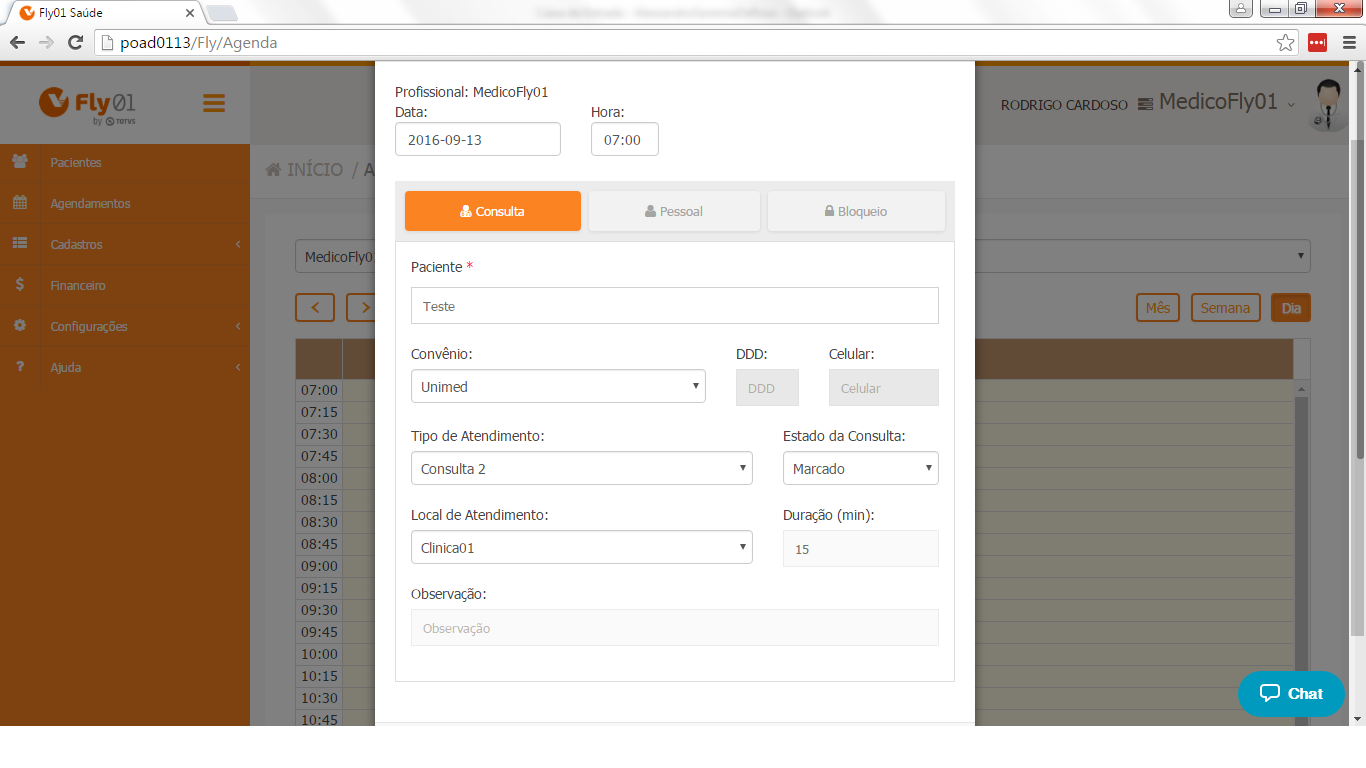 Fly01 Saúde
poad0113/Fly/Agenda
Fly01
by TOTVS
RODRIGO CARDOSO MedicoFly01
Pacientes
Agendamentos
Cadastros
Financeiro
Configurações
Ajuda
INÍCIO / A
MedicoFly0
< >
Mês Semana Dia
07:00
07:15
07:30
07:45
08:00
08:15
08:30
08:45
09:00
09:15
09:30
09:45
10:00
10:15
10:30
10:45
Profissional: MedicoFly01
Data: Hora:
2016-09-13 07:00
Consulta Pessoal Bloqueio
Paciente *
Teste
Convênio: DDD: Celular:
Unimed DDD Celular
Tipo de Atendimento: Estado da Consulta:
Consulta 2 Marcado
Local de Atendimento: Duração (min):
Clinica01 15
Observação:
Observação
Chat